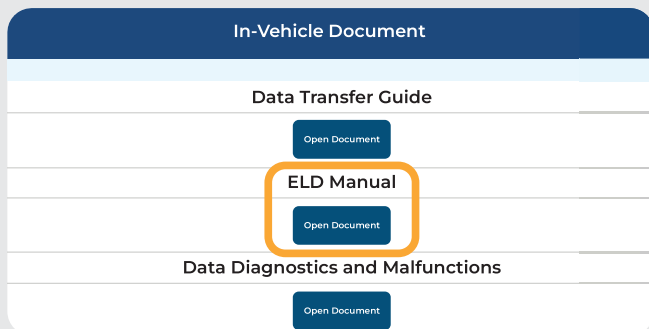 In-Vehicle Document
Data Transfer Guide
Open Document
ELD Manual
Open Document
Data Diagnostics and Malfunctions
Open Document